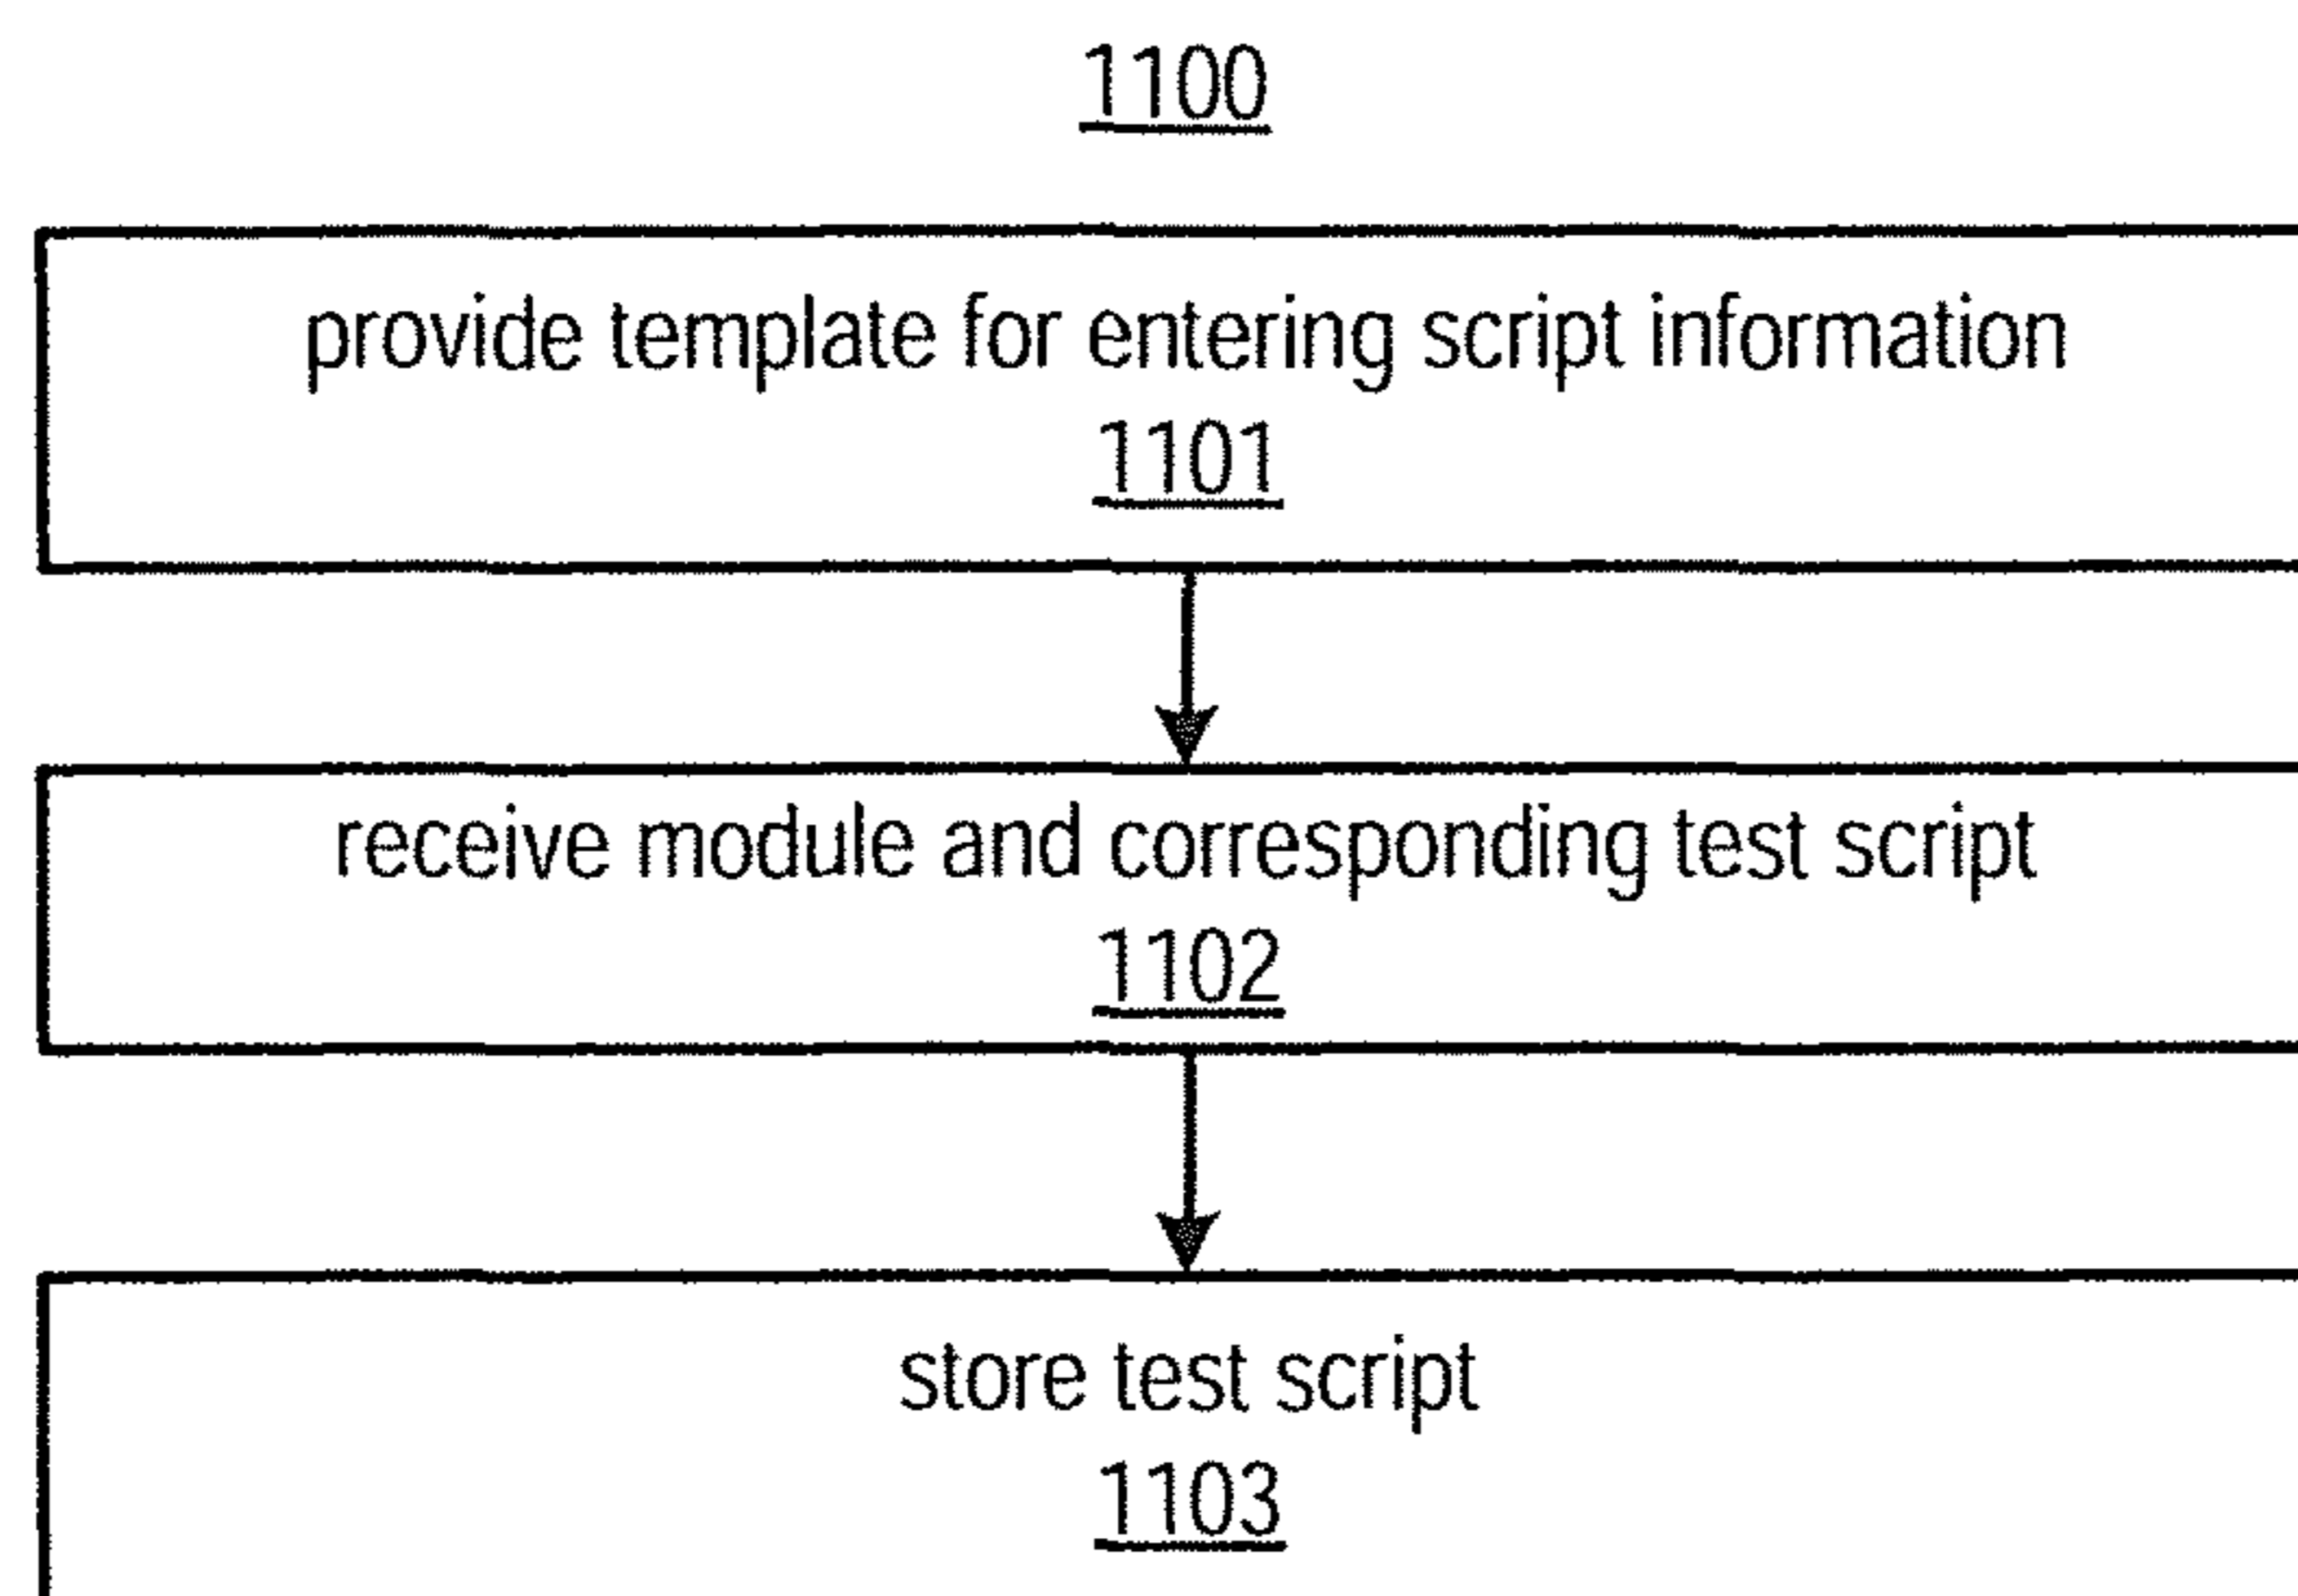 1100
provide template for entering script information
1101
receive module and corresponding test script
1102
store test script
1103